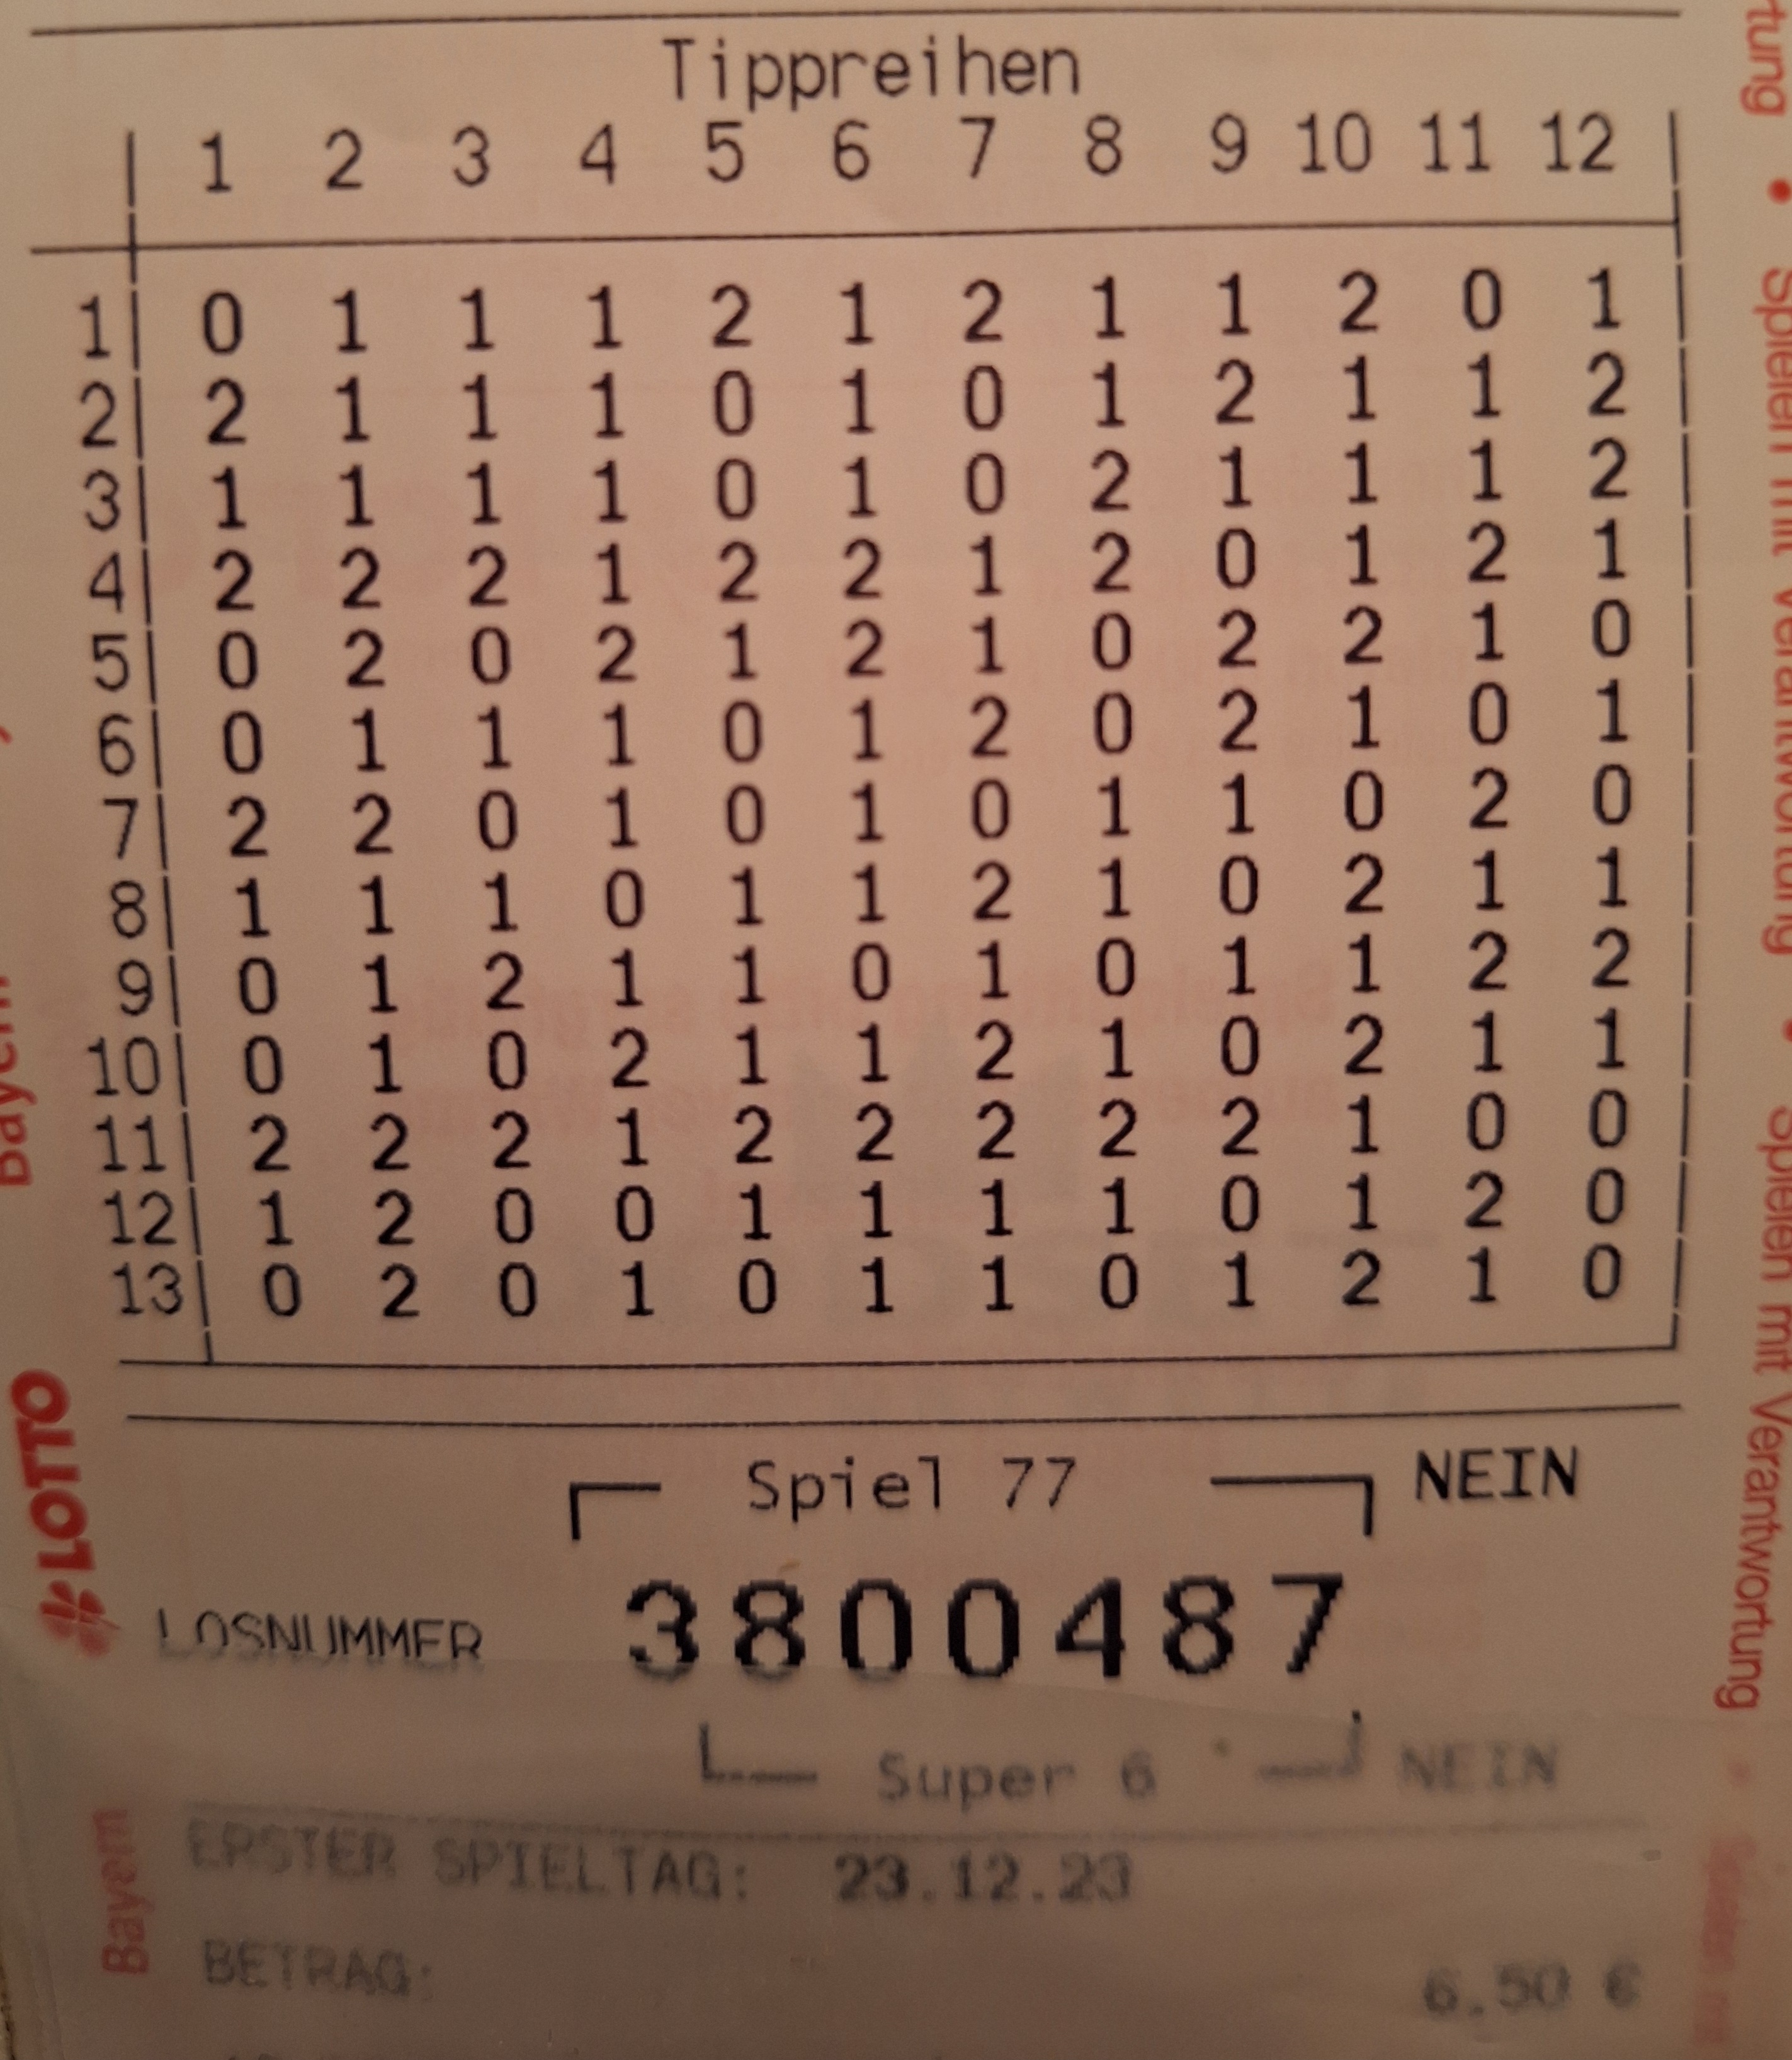 Tippreihen
1 2 3 4 5 6 7 8 9 10 11 12
1 0 1 1 1 2 1 2 1 1 2 0 1
2 2 1 1 1 0 1 0 1 2 1 1 2
3 1 1 1 1 0 1 0 2 1 1 1 2
4 2 2 2 1 2 2 1 2 0 1 2 1
5 0 2 0 2 1 2 1 0 2 2 1 0
6 0 1 1 1 0 1 2 0 2 1 0 1
7 2 2 0 1 0 1 0 1 1 0 2 0
8 1 1 1 0 1 1 2 1 0 2 1 1
9 0 1 2 1 1 0 1 0 1 1 2 2
10 0 1 0 2 1 1 2 1 0 2 1 1
11 2 2 2 1 2 2 2 2 2 1 0 0
12 1 2 0 0 1 1 1 1 0 1 2 0
13 0 2 0 1 0 1 1 0 1 2 1 0
Spiel 77 NEIN
LOSNUMMER 3800487
Super 6 NEIN
ERSTER SPIELTAG: 23.12.23
BETRAG: 6.50 €
Bayern
LOTTO
Bayern
rtung • Spielen mit Verantwortung • Spielen mit Verantwortung • Spielen